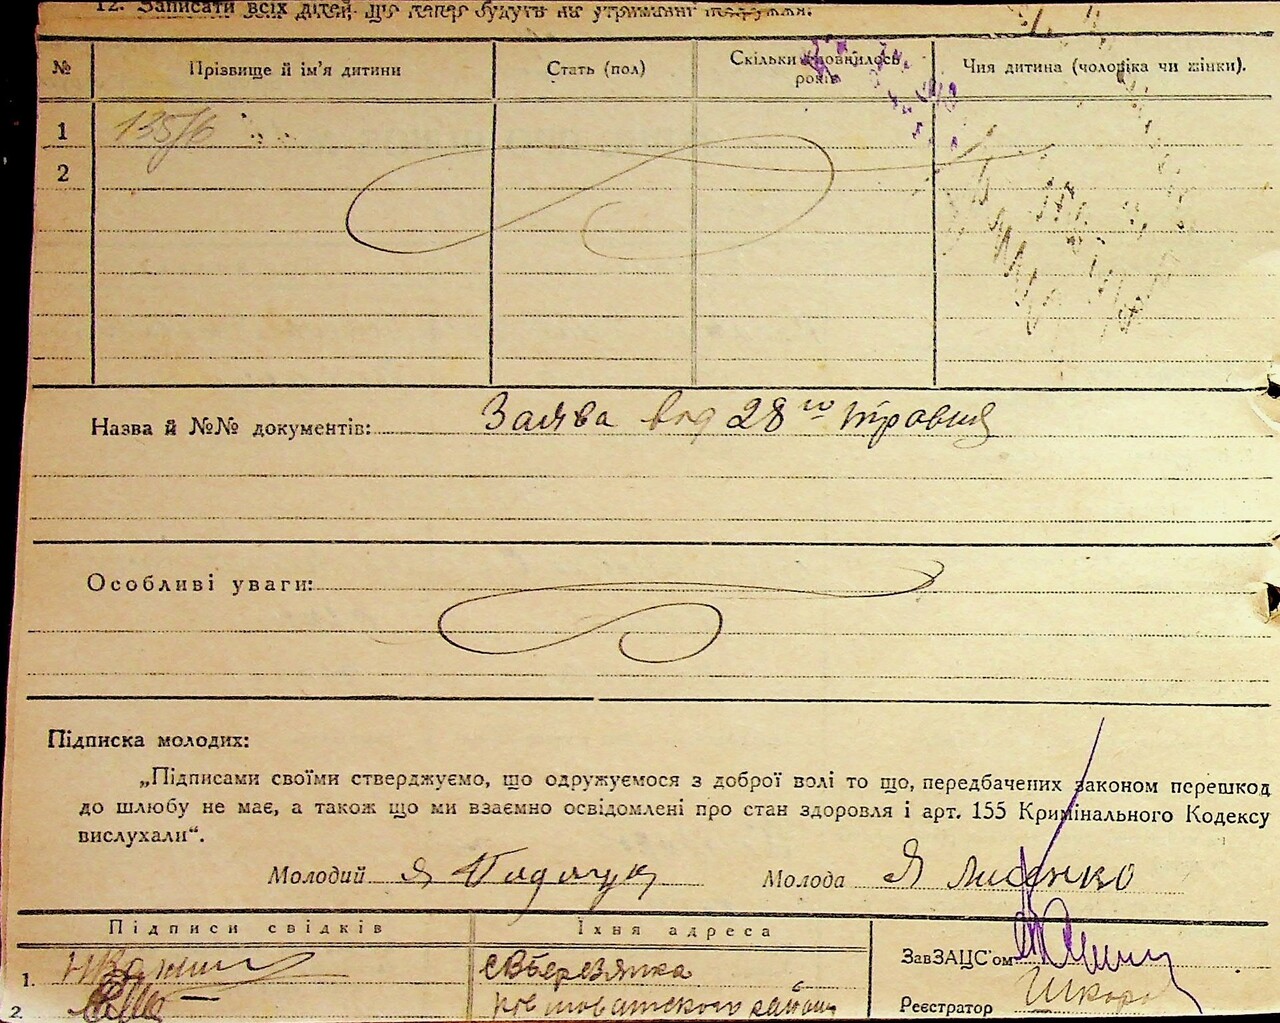 12. Записати всіх дітей, що тепер будуть на утриманні подружжя:
№ Прізвище й ім'я дитини Стать (пол) Скільки сповнилось років Чия дитина (чоловіка чи жінки).
1
2
Назва й №№ документів: Заява від 28го травня
Особливі уваги:
Підписка молодих:
„Підписами своїми стверджуємо, що одружуємося з доброї волі то що, передбачених законом перешкод
до шлюбу не має, а також що ми взаємно освідомлені про стан здоровля і арт. 155 Кримінального Кодексу
вислухали“.
Молодий Молода Я Лисенко
Підписи свідків Їхня адреса
1. с Березянка ЗавЗАЦС'ом
2. району Реєстратор